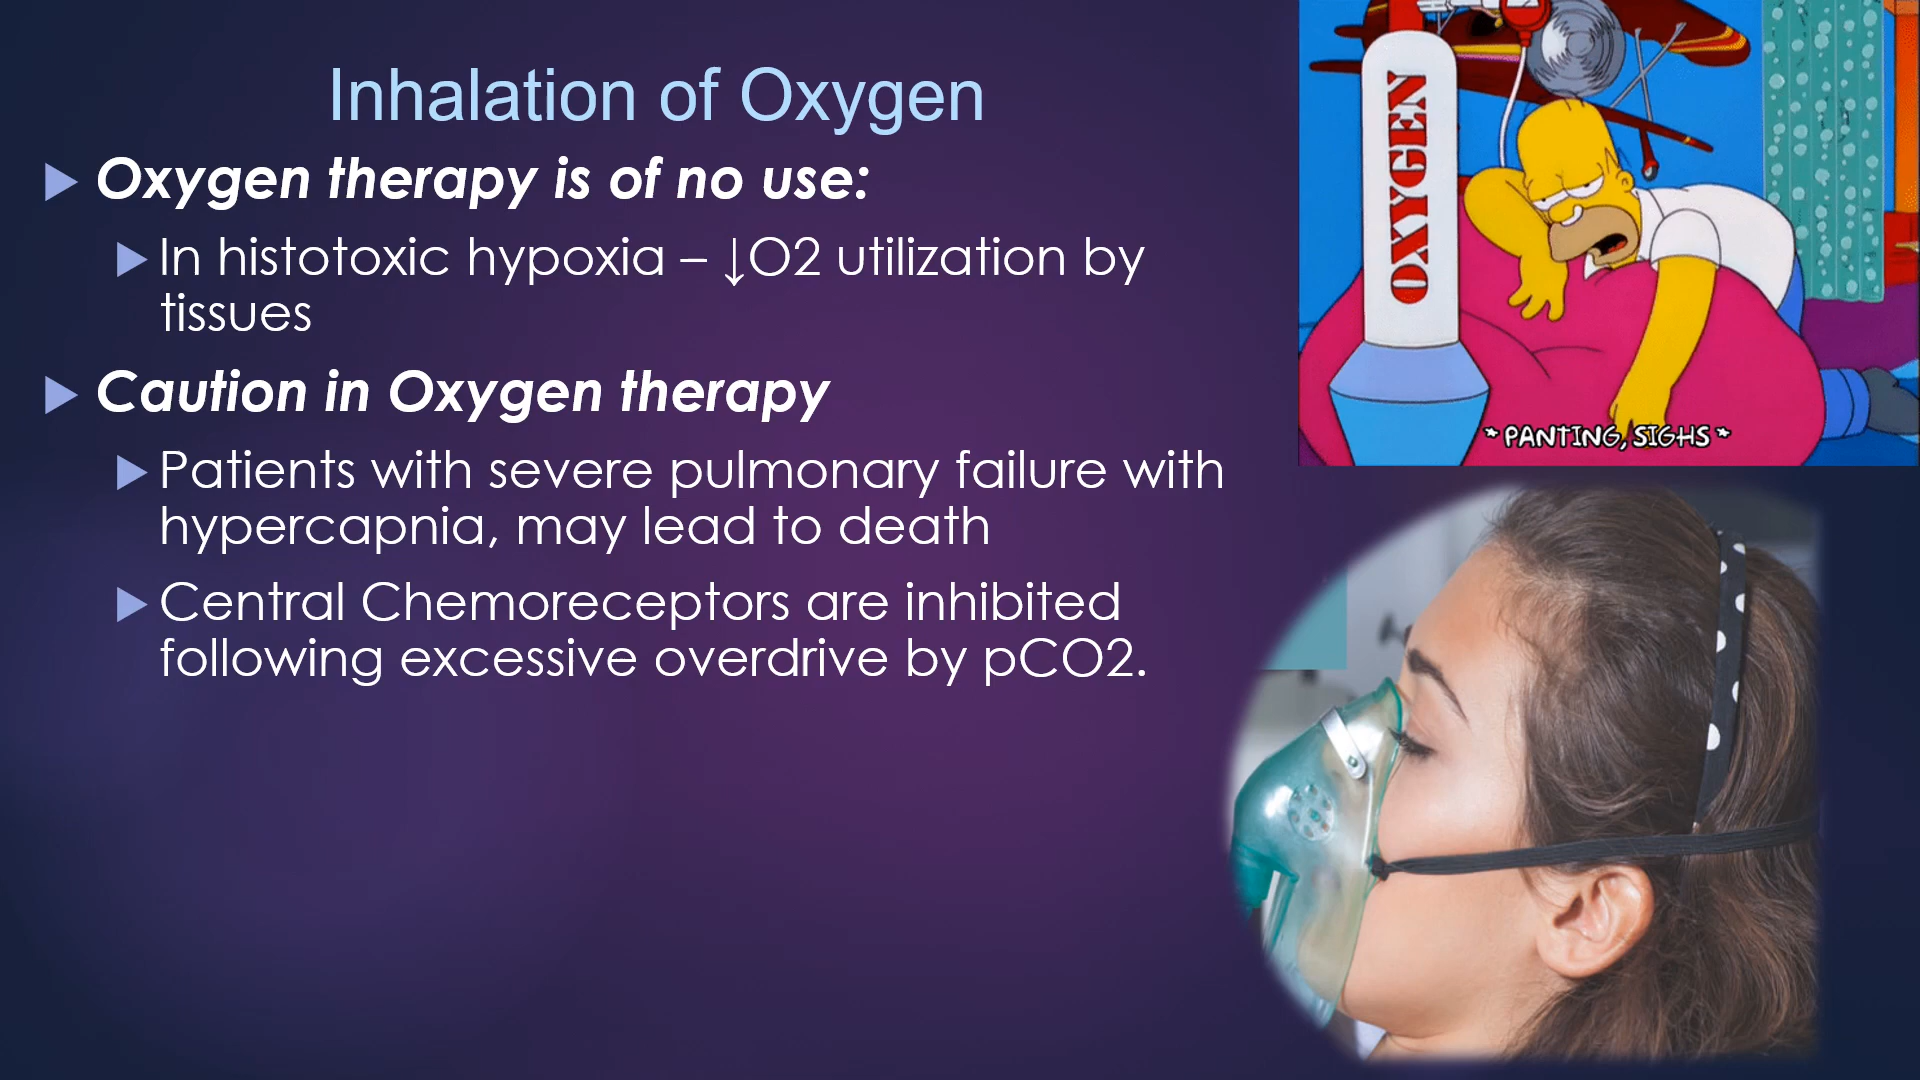 Inhalation of Oxygen
Oxygen therapy is of no use:
In histotoxic hypoxia – ↓O2 utilization by
tissues
Caution in Oxygen therapy
Patients with severe pulmonary failure with
hypercapnia, may lead to death
Central Chemoreceptors are inhibited
following excessive overdrive by pCO2.
OXYGEN
* PANTING, SIGHS *